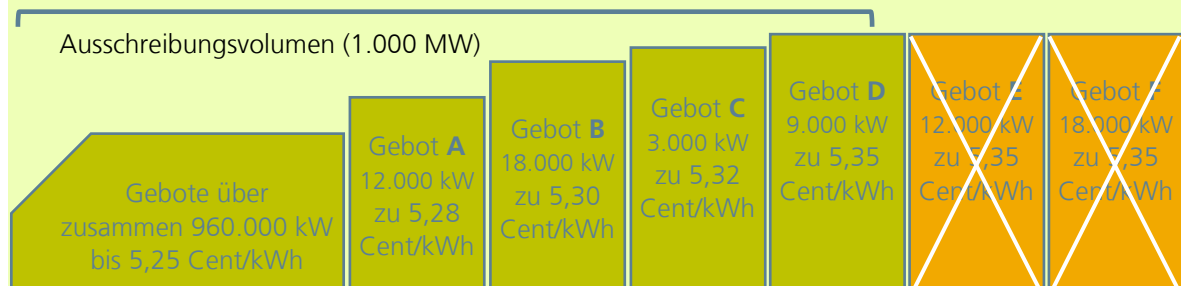 Ausschreibungsvolumen (1.000 MW)
Gebote über
zusammen 960.000 kW
bis 5,25 Cent/kWh
Gebot A
12.000 kW
zu 5,28
Cent/kWh
Gebot B
18.000 kW
zu 5,30
Cent/kWh
Gebot C
3.000 kW
zu 5,32
Cent/kWh
Gebot D
9.000 kW
zu 5,35
Cent/kWh
Gebot E
12.000 kW
zu 5,35
Cent/kWh
Gebot F
18.000 kW
zu 5,35
Cent/kWh